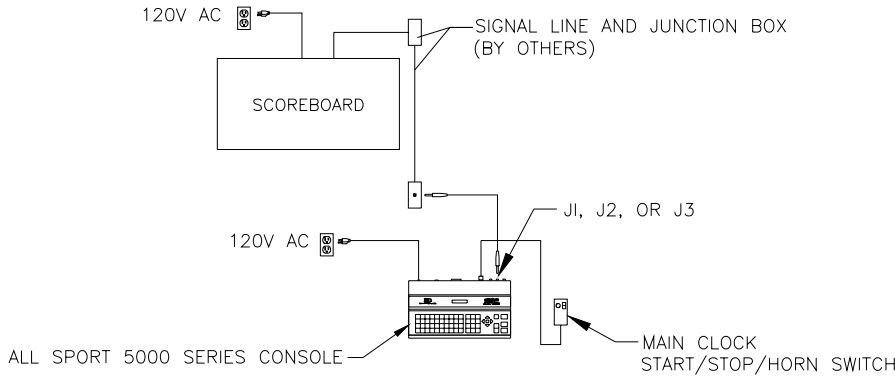 120V AC
SIGNAL LINE AND JUNCTION BOX
(BY OTHERS)
SCOREBOARD
J1, J2, OR J3
120V AC
ALL SPORT 5000 SERIES CONSOLE
MAIN CLOCK
START/STOP/HORN SWITCH